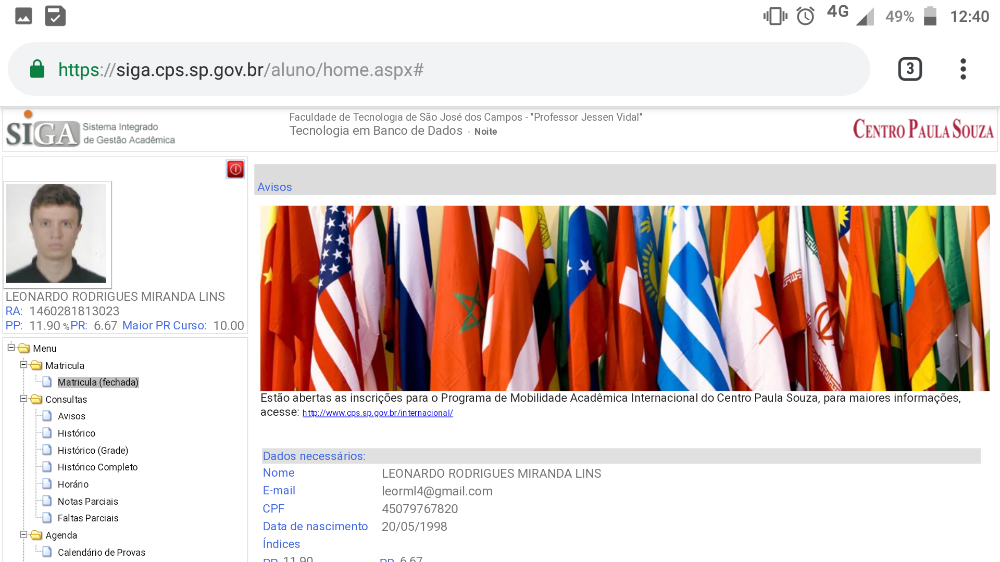 4G 49% 12:40
https://siga.cps.sp.gov.br/aluno/home.aspx#
3
SIGA Sistema Integrado de Gestão Acadêmica
Faculdade de Tecnologia de São José dos Campos - "Professor Jessen Vidal"
Tecnologia em Banco de Dados - Noite
CENTRO PAULA SOUZA
LEONARDO RODRIGUES MIRANDA LINS
RA: 1460281813023
PP: 11.90 % PR: 6.67 Maior PR Curso: 10.00
Menu
Matricula
Matricula (fechada)
Consultas
Avisos
Histórico
Histórico (Grade)
Histórico Completo
Horário
Notas Parciais
Faltas Parciais
Agenda
Calendário de Provas
Avisos
Estão abertas as inscrições para o Programa de Mobilidade Acadêmica Internacional do Centro Paula Souza, para maiores informações,
acesse: http://www.cps.sp.gov.br/internacional/
Dados necessários:
Nome LEONARDO RODRIGUES MIRANDA LINS
E-mail leorml4@gmail.com
CPF 45079767820
Data de nascimento 20/05/1998
Índices
PP 11.90 PR 6.67